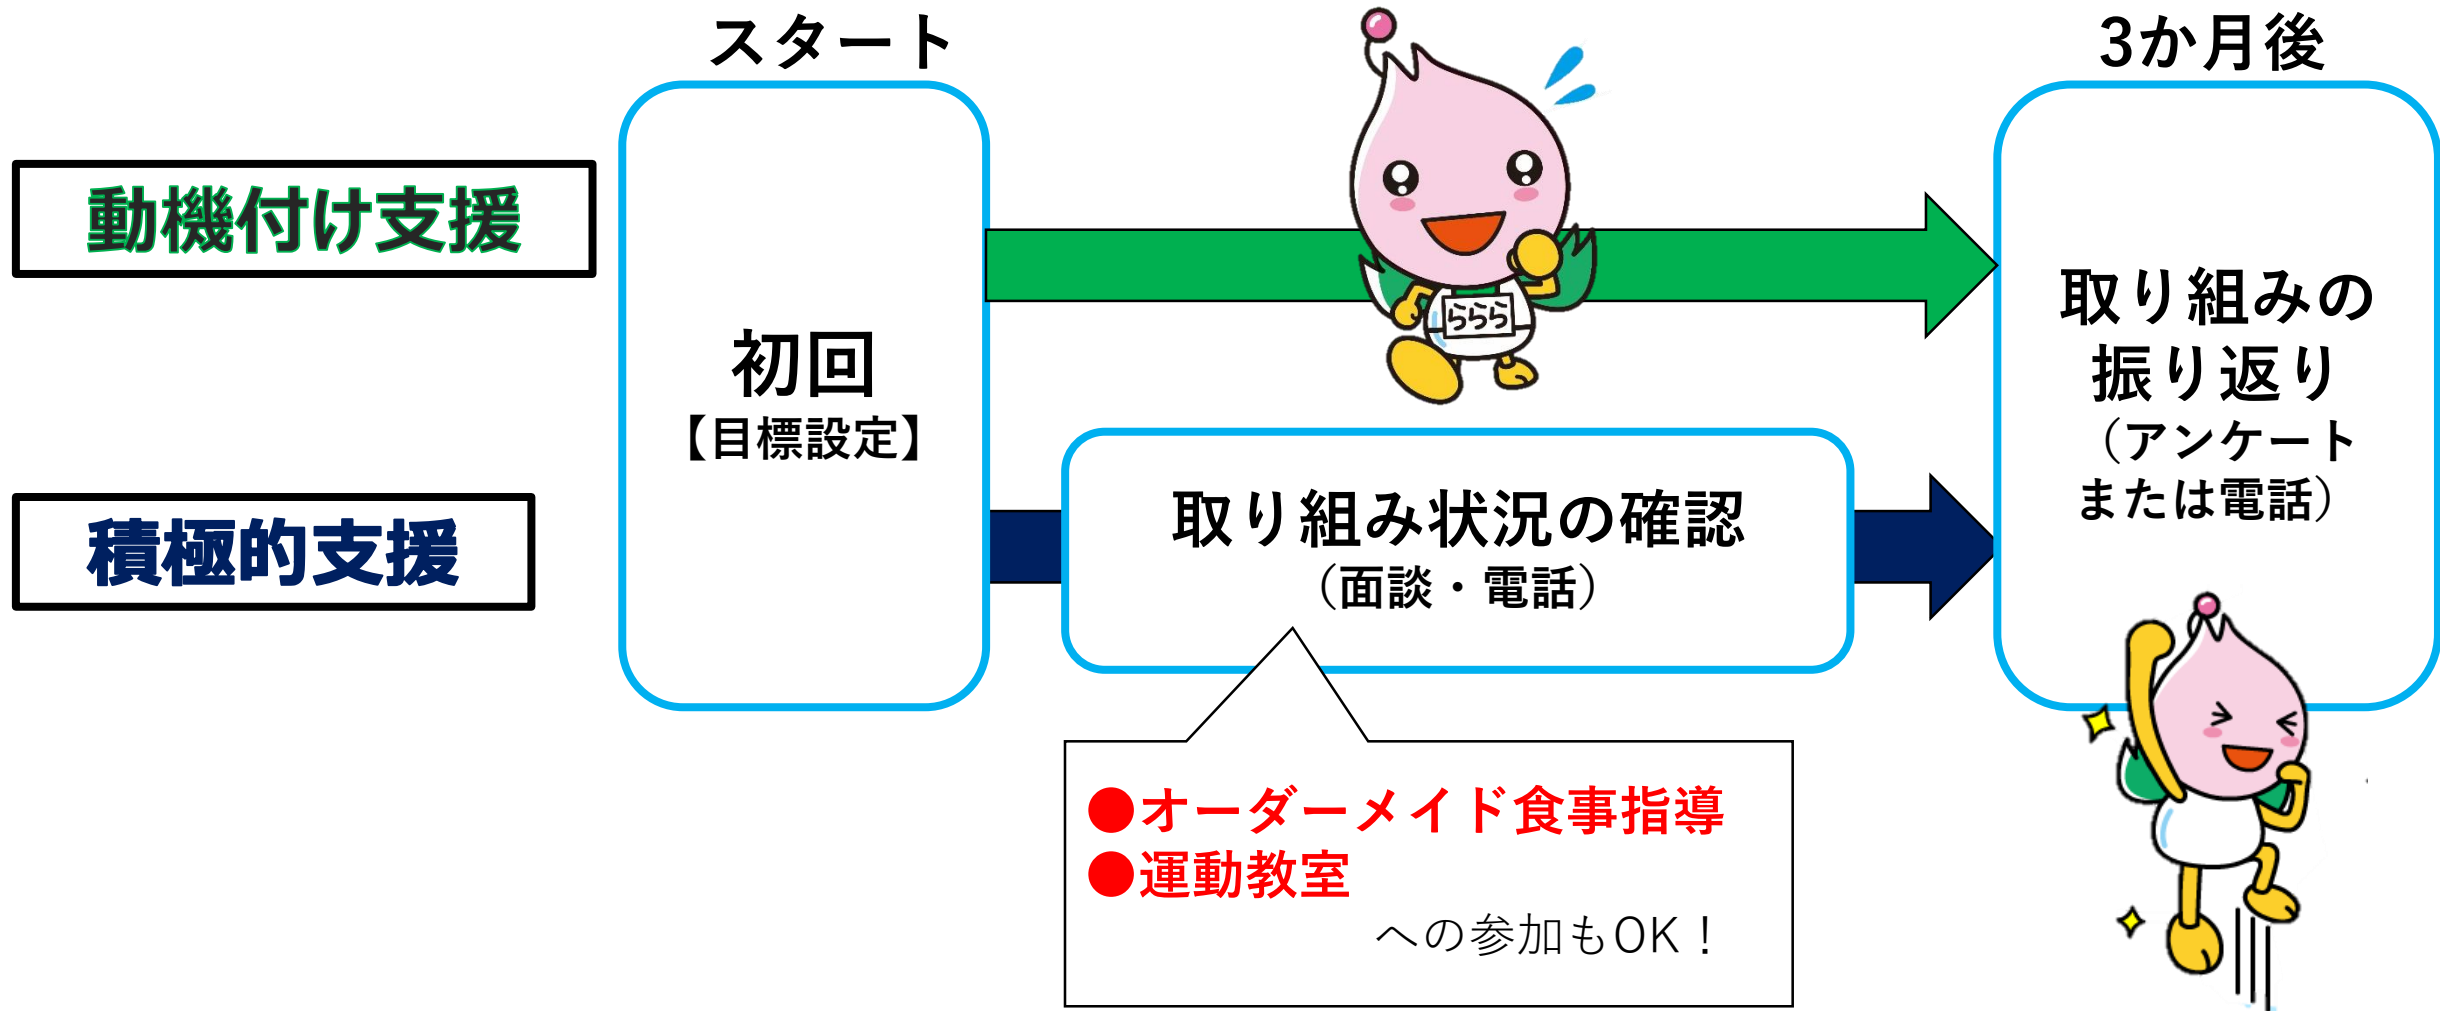 スタート
3か月後
動機付け支援
積極的支援
初回
【目標設定】
ららら
取り組み状況の確認
（面談・電話）
取り組みの
振り返り
（アンケート
または電話）
●オーダーメイド食事指導
●運動教室
への参加もOK！